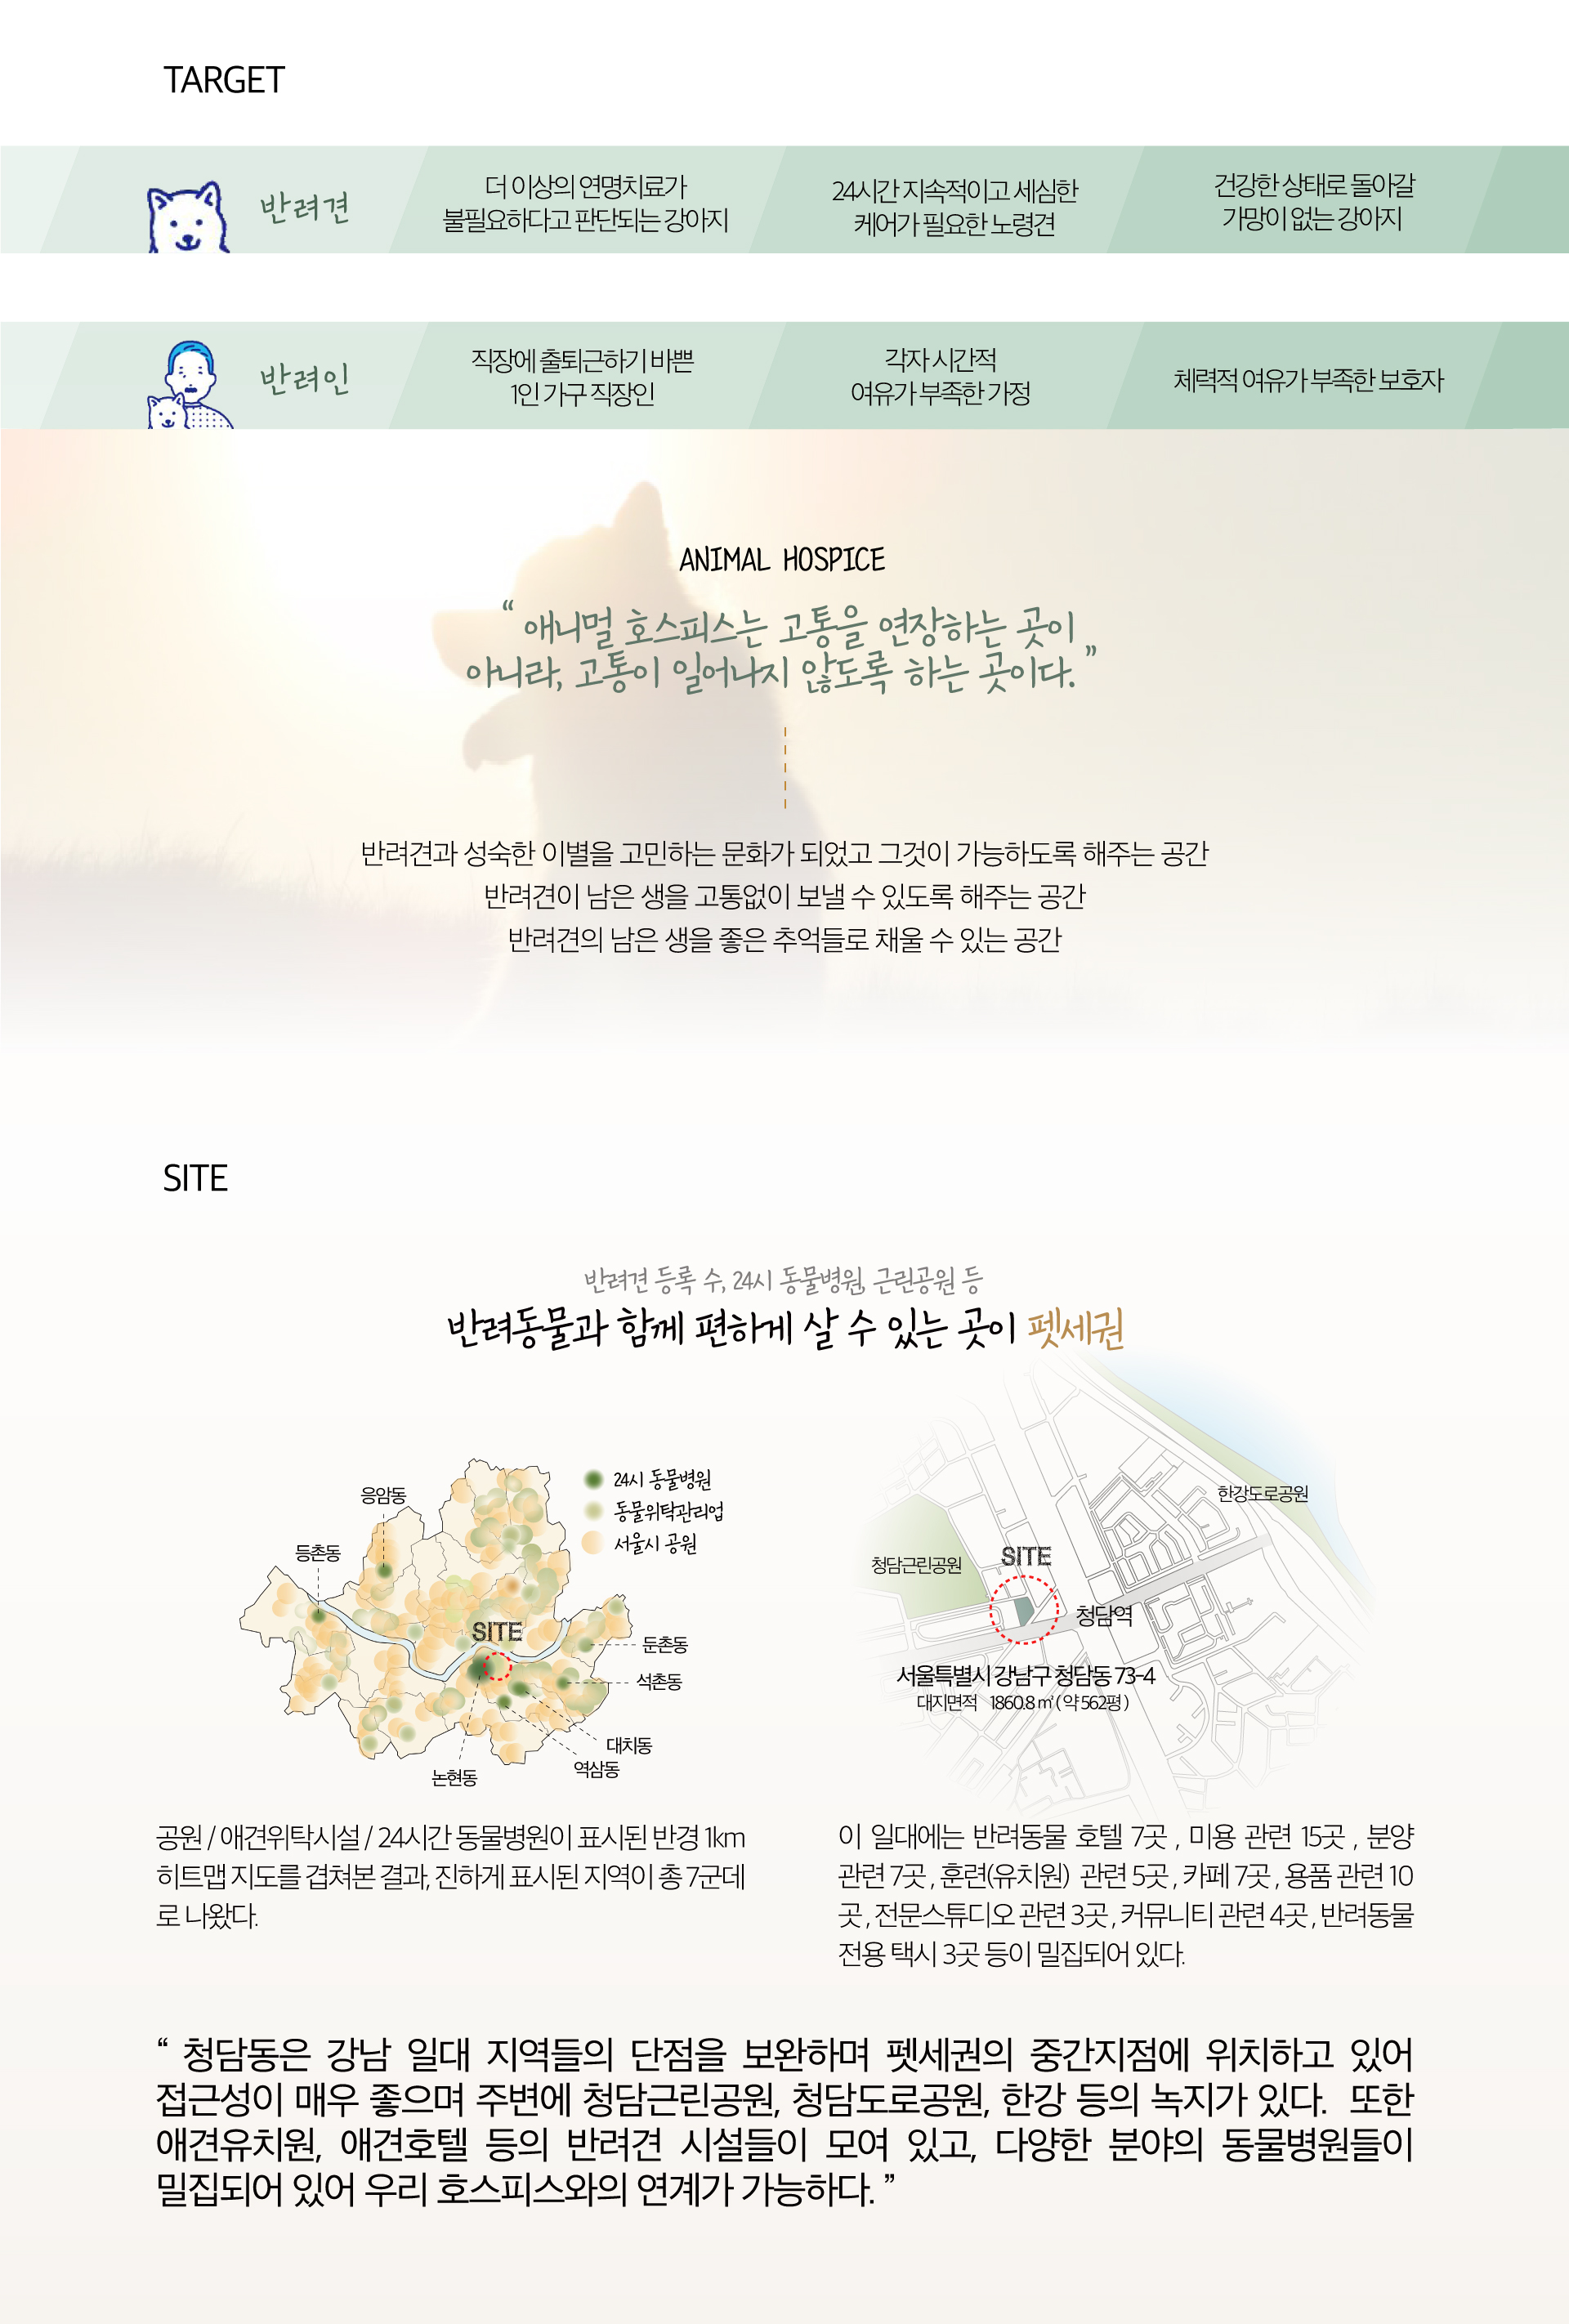 TARGET
반려견
더 이상의 연명치료가
불필요하다고 판단되는 강아지
24시간 지속적이고 세심한
케어가 필요한 노령견
건강한 상태로 돌아갈
가망이 없는 강아지
반려인
직장에 출퇴근하기 바쁜
1인 가구 직장인
각자 시간적
여유가 부족한 가정
체력적 여유가 부족한 보호자
ANIMAL HOSPICE
“ 애니멀 호스피스는 고통을 연장하는 곳이
아니라, 고통이 일어나지 않도록 하는 곳이다. ”
반려견과 성숙한 이별을 고민하는 문화가 되었고 그것이 가능하도록 해주는 공간
반려견이 남은 생을 고통없이 보낼 수 있도록 해주는 공간
반려견의 남은 생을 좋은 추억들로 채울 수 있는 공간
SITE
반려견 등록 수, 24시 동물병원, 근린공원 등
반려동물과 함께 편하게 살 수 있는 곳이 펫세권
24시 동물병원
동물위탁관리업
서울시 공원
응암동
등촌동
SITE
둔촌동
석촌동
대치동
역삼동
논현동
한강도로공원
청담근린공원
SITE
청담역
서울특별시 강남구 청담동 73-4
대지면적 1860.8 ㎡ ( 약 562평 )
공원 / 애견위탁시설 / 24시간 동물병원이 표시된 반경 1km
히트맵 지도를 겹쳐본 결과, 진하게 표시된 지역이 총 7군데
로 나왔다.
이 일대에는 반려동물 호텔 7곳 , 미용 관련 15곳 , 분양
관련 7곳 , 훈련(유치원) 관련 5곳 , 카페 7곳 , 용품 관련 10
곳 , 전문스튜디오 관련 3곳 , 커뮤니티 관련 4곳 , 반려동물
전용 택시 3곳 등이 밀집되어 있다.
“ 청담동은 강남 일대 지역들의 단점을 보완하며 펫세권의 중간지점에 위치하고 있어
접근성이 매우 좋으며 주변에 청담근린공원, 청담도로공원, 한강 등의 녹지가 있다. 또한
애견유치원, 애견호텔 등의 반려견 시설들이 모여 있고, 다양한 분야의 동물병원들이
밀집되어 있어 우리 호스피스와의 연계가 가능하다. ”